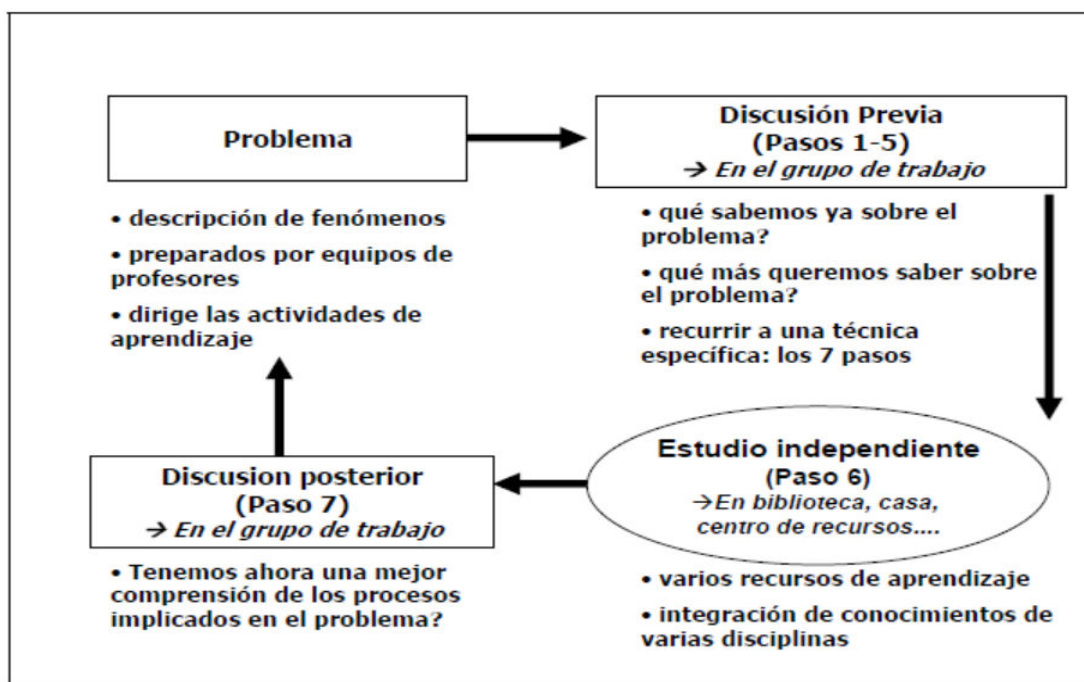 Problema
• descripción de fenómenos
• preparados por equipos de
profesores
• dirige las actividades de
aprendizaje
Discusión Previa
(Pasos 1-5)
→ En el grupo de trabajo
• qué sabemos ya sobre el
problema?
• qué más queremos saber sobre
el problema?
• recurrir a una técnica
específica: los 7 pasos
Estudio independiente
(Paso 6)
→En biblioteca, casa,
centro de recursos....
• varios recursos de aprendizaje
• integración de conocimientos de
varias disciplinas
Discusion posterior
(Paso 7)
→ En el grupo de trabajo
• Tenemos ahora una mejor
comprensión de los procesos
implicados en el problema?